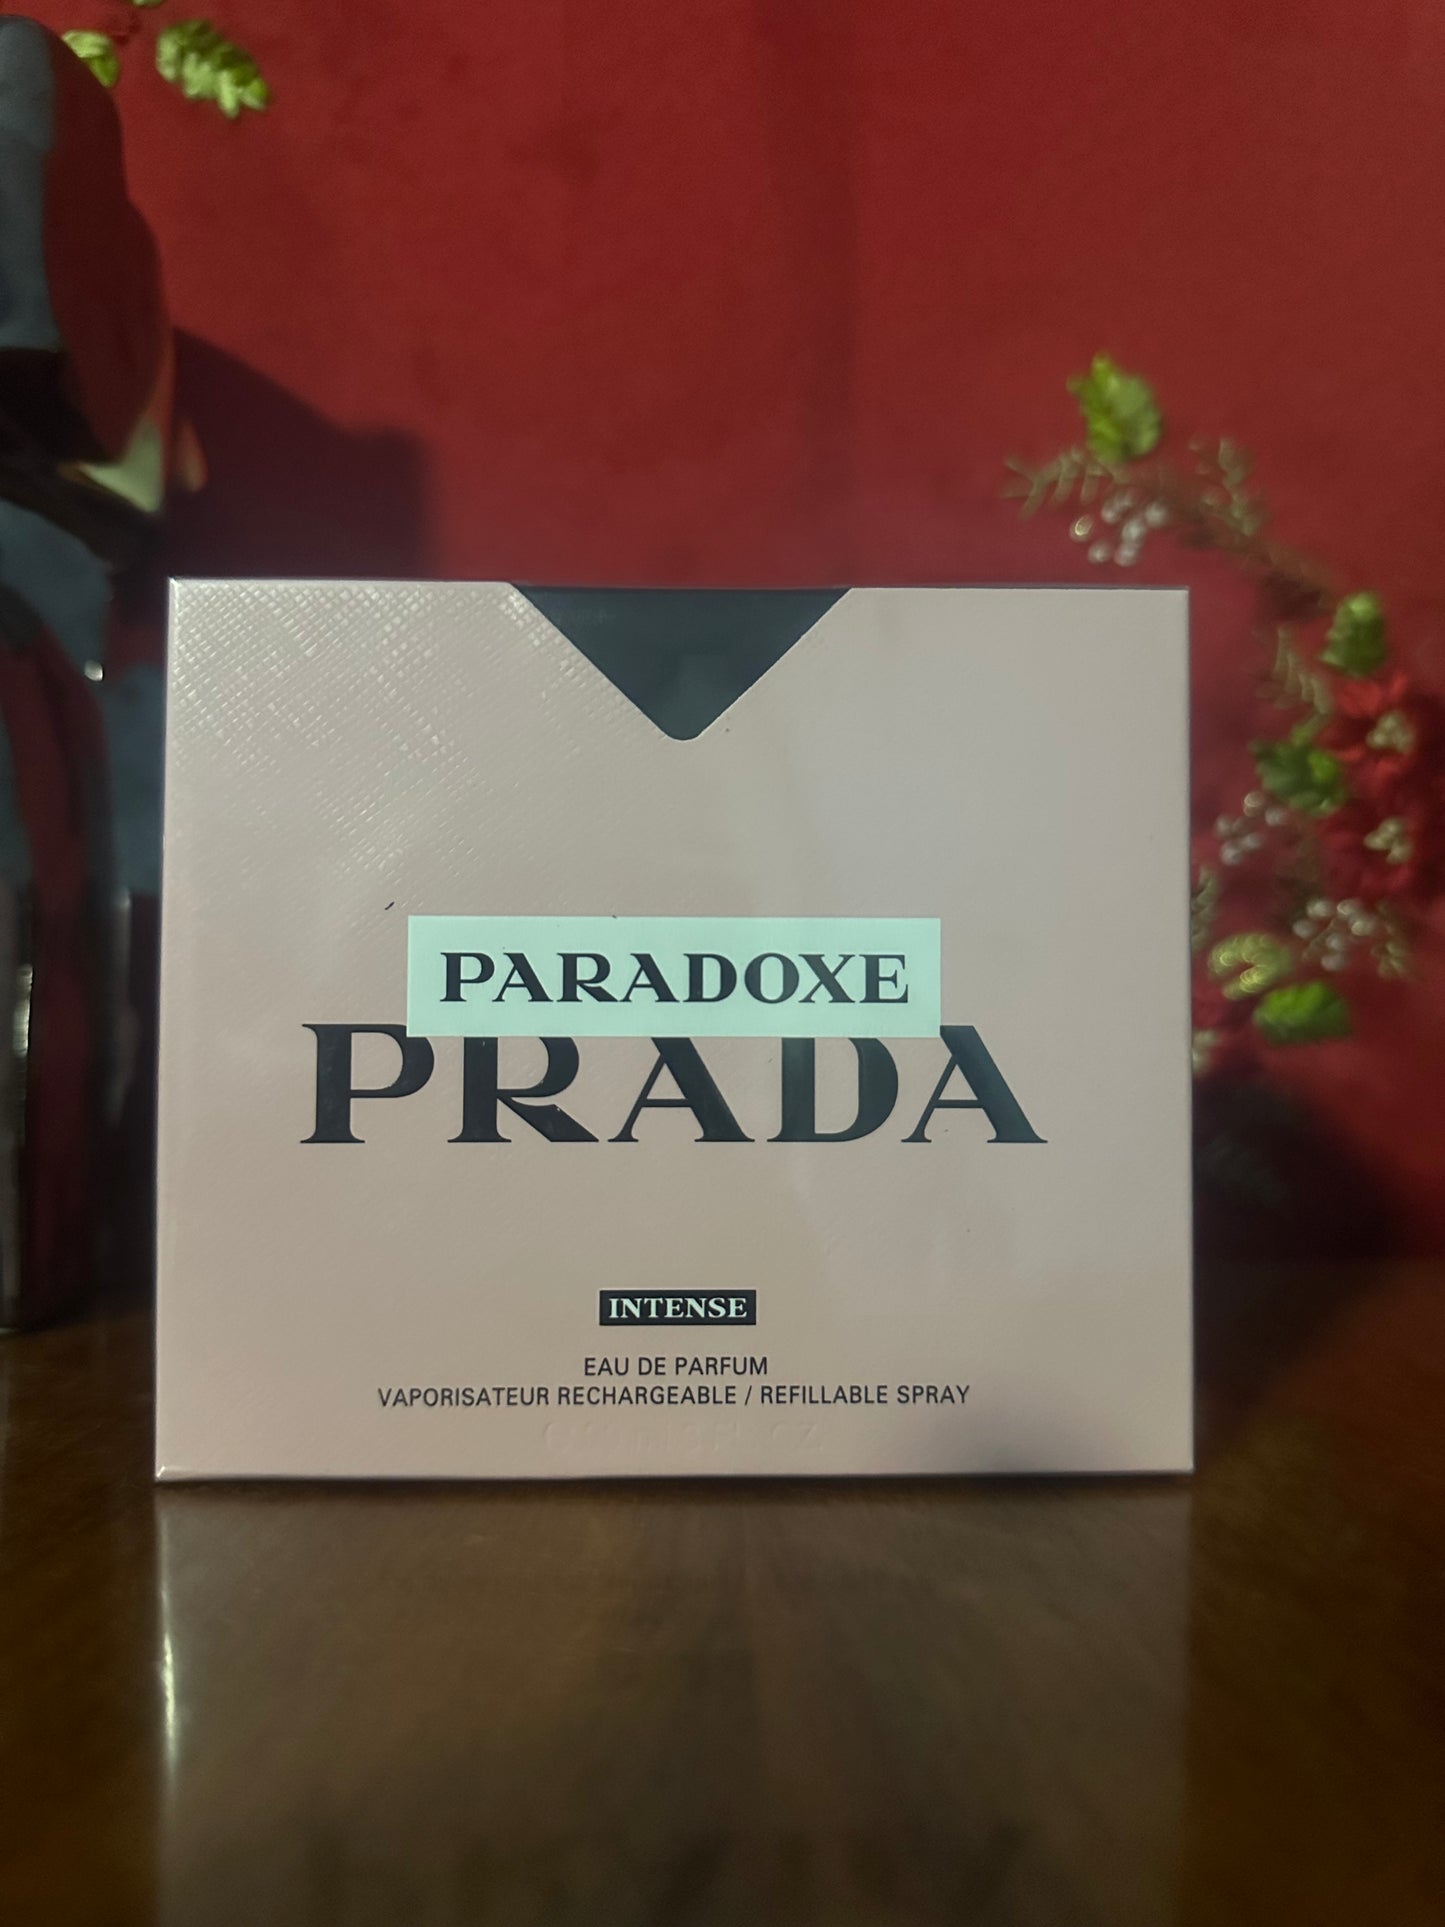 PARADOXE
PRADA
INTENSE
EAU DE PARFUM
VAPORISATEUR RECHARGEABLE / REFILLABLE SPRAY